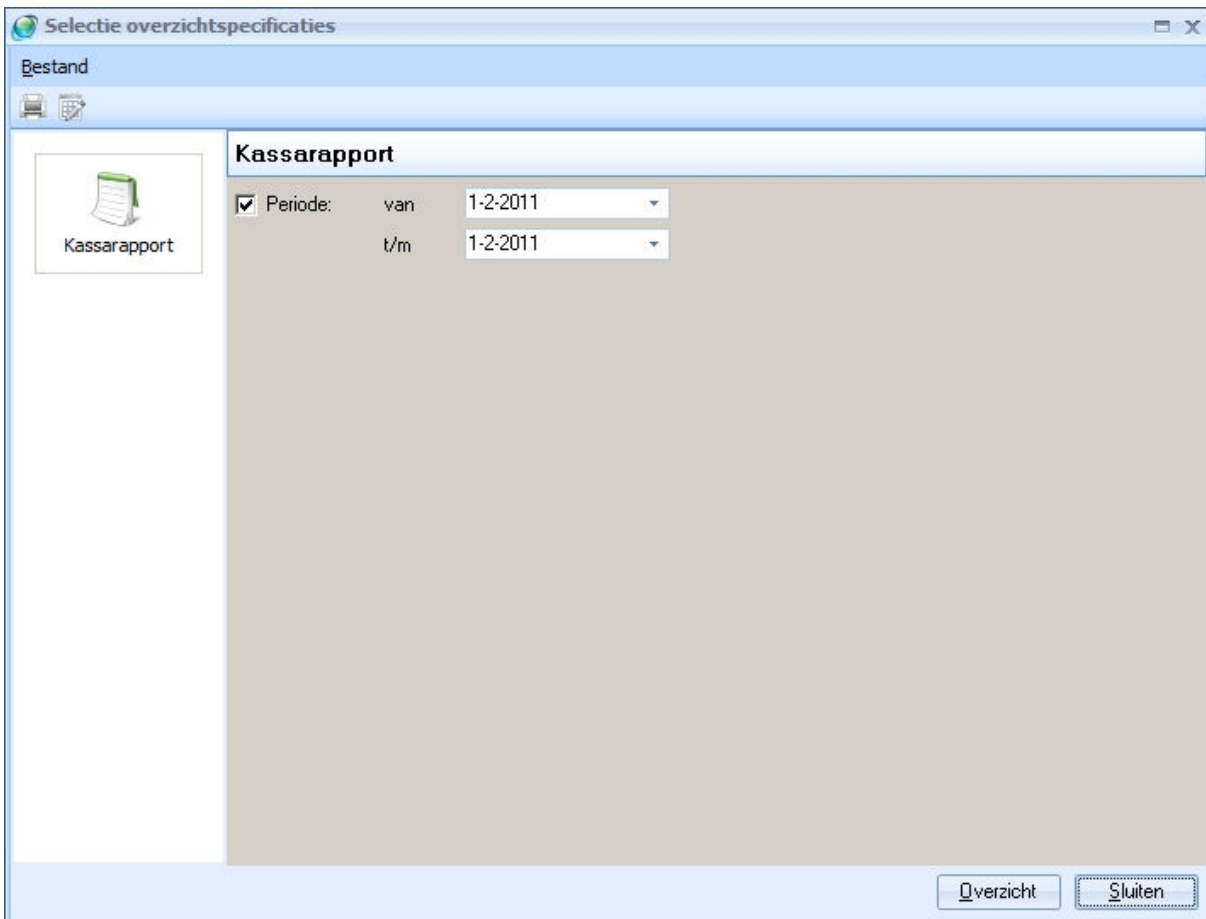 Selectie overzichtspecificaties
Bestand
Kassarapport
Kassarapport
Periode: van 1-2-2011
t/m 1-2-2011
Overzicht Sluiten